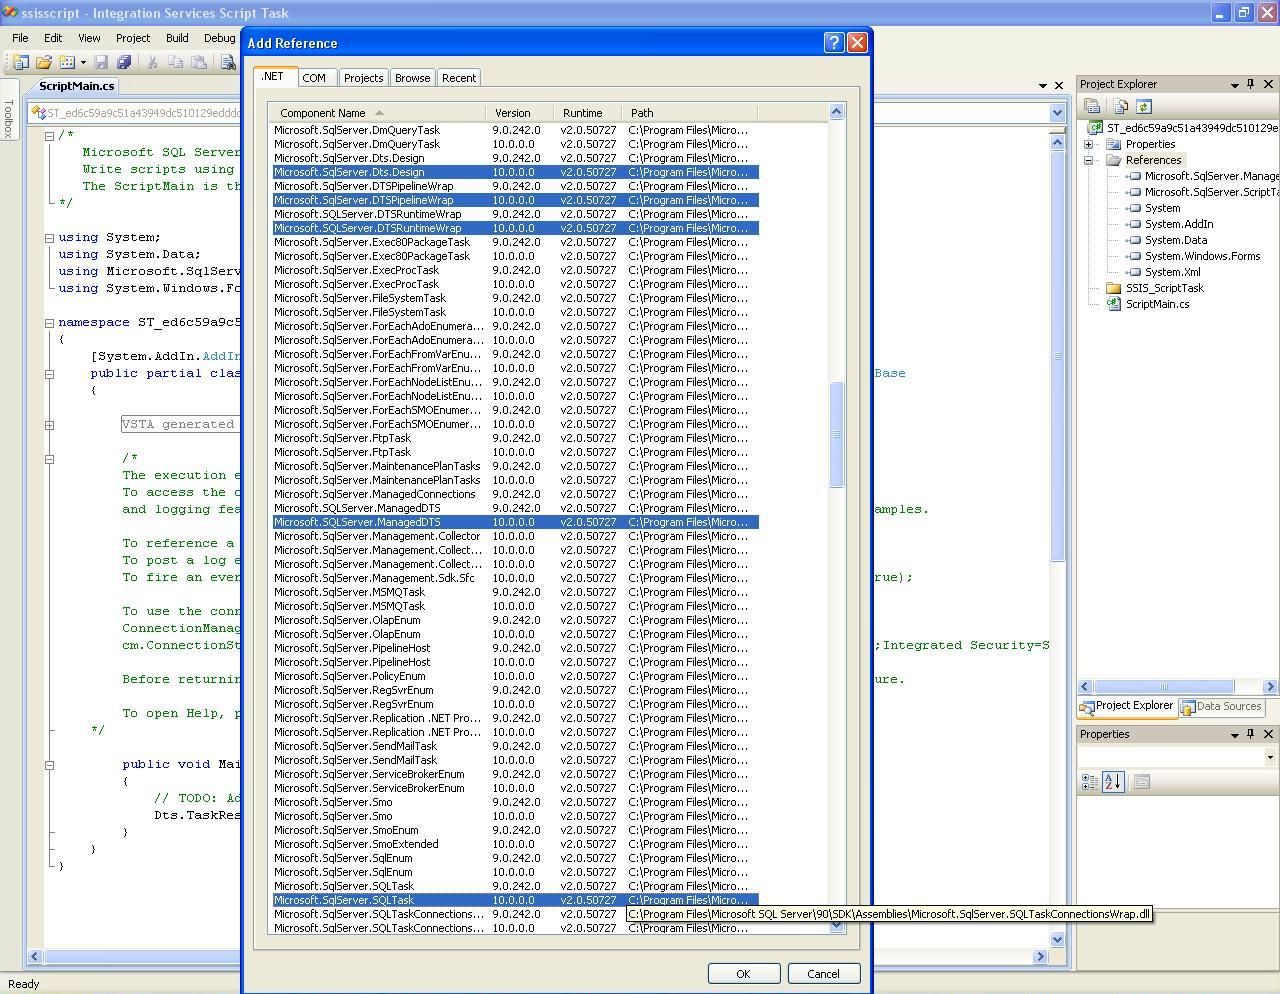 ssisscript - Integration Services Script Task
File Edit View Project Build Debug
Toolbox
ScriptMain.cs
/*
Microsoft SQL Server
Write scripts using
The ScriptMain is th
*/
using System;
using System.Data;
using Microsoft.SqlServ
using System.Windows.Fo
namespace ST_ed6c59a9c5
{
[System.AddIn.AddIn
public partial clas
Base
{
VSTA generated
/*
The execution e
To access the c
and logging fea
amples.
To reference a
To post a log e
To fire an even
rue);
To use the conn
ConnectionManag
cm.ConnectionSt
;Integrated Security=S
Before returnin
ure.
To open Help, p
*/
public void Mai
{
// TODO: Ad
Dts.TaskRes
}
}
}
Add Reference
.NET COM Projects Browse Recent
Component Name Version Runtime Path
Microsoft.SqlServer.DmQueryTask 9.0.242.0 v2.0.50727 C:\Program Files\Micro...
Microsoft.SqlServer.DmQueryTask 10.0.0.0 v2.0.50727 C:\Program Files\Micro...
Microsoft.SqlServer.Dts.Design 9.0.242.0 v2.0.50727 C:\Program Files\Micro...
Microsoft.SqlServer.Dts.Design 10.0.0.0 v2.0.50727 C:\Program Files\Micro...
Microsoft.SqlServer.DTSPipelineWrap 9.0.242.0 v2.0.50727 C:\Program Files\Micro...
Microsoft.SqlServer.DTSPipelineWrap 10.0.0.0 v2.0.50727 C:\Program Files\Micro...
Microsoft.SQLServer.DTSRuntimeWrap 9.0.242.0 v2.0.50727 C:\Program Files\Micro...
Microsoft.SQLServer.DTSRuntimeWrap 10.0.0.0 v2.0.50727 C:\Program Files\Micro...
Microsoft.SqlServer.Exec80PackageTask 9.0.242.0 v2.0.50727 C:\Program Files\Micro...
Microsoft.SqlServer.Exec80PackageTask 10.0.0.0 v2.0.50727 C:\Program Files\Micro...
Microsoft.SqlServer.ExecProcTask 9.0.242.0 v2.0.50727 C:\Program Files\Micro...
Microsoft.SqlServer.ExecProcTask 10.0.0.0 v2.0.50727 C:\Program Files\Micro...
Microsoft.SqlServer.FileSystemTask 9.0.242.0 v2.0.50727 C:\Program Files\Micro...
Microsoft.SqlServer.FileSystemTask 10.0.0.0 v2.0.50727 C:\Program Files\Micro...
Microsoft.SqlServer.ForEachAdoEnumera... 9.0.242.0 v2.0.50727 C:\Program Files\Micro...
Microsoft.SqlServer.ForEachAdoEnumera... 10.0.0.0 v2.0.50727 C:\Program Files\Micro...
Microsoft.SqlServer.ForEachFromVarEnu... 9.0.242.0 v2.0.50727 C:\Program Files\Micro...
Microsoft.SqlServer.ForEachFromVarEnu... 10.0.0.0 v2.0.50727 C:\Program Files\Micro...
Microsoft.SqlServer.ForEachNodeListEnu... 9.0.242.0 v2.0.50727 C:\Program Files\Micro...
Microsoft.SqlServer.ForEachNodeListEnu... 10.0.0.0 v2.0.50727 C:\Program Files\Micro...
Microsoft.SqlServer.ForEachSMOEnumer... 9.0.242.0 v2.0.50727 C:\Program Files\Micro...
Microsoft.SqlServer.ForEachSMOEnumer... 10.0.0.0 v2.0.50727 C:\Program Files\Micro...
Microsoft.SqlServer.FtpTask 9.0.242.0 v2.0.50727 C:\Program Files\Micro...
Microsoft.SqlServer.FtpTask 10.0.0.0 v2.0.50727 C:\Program Files\Micro...
Microsoft.SqlServer.MaintenancePlanTasks 9.0.242.0 v2.0.50727 C:\Program Files\Micro...
Microsoft.SqlServer.MaintenancePlanTasks 10.0.0.0 v2.0.50727 C:\Program Files\Micro...
Microsoft.SqlServer.ManagedConnections 9.0.242.0 v2.0.50727 C:\Program Files\Micro...
Microsoft.SQLServer.ManagedDTS 9.0.242.0 v2.0.50727 C:\Program Files\Micro...
Microsoft.SQLServer.ManagedDTS 10.0.0.0 v2.0.50727 C:\Program Files\Micro...
Microsoft.SqlServer.Management.Collector 10.0.0.0 v2.0.50727 C:\Program Files\Micro...
Microsoft.SqlServer.Management.Collect... 10.0.0.0 v2.0.50727 C:\Program Files\Micro...
Microsoft.SqlServer.Management.Collect... 10.0.0.0 v2.0.50727 C:\Program Files\Micro...
Microsoft.SqlServer.Management.Sdk.Sfc 10.0.0.0 v2.0.50727 C:\Program Files\Micro...
Microsoft.SqlServer.MSMQTask 9.0.242.0 v2.0.50727 C:\Program Files\Micro...
Microsoft.SqlServer.MSMQTask 10.0.0.0 v2.0.50727 C:\Program Files\Micro...
Microsoft.SqlServer.OlapEnum 9.0.242.0 v2.0.50727 C:\Program Files\Micro...
Microsoft.SqlServer.OlapEnum 10.0.0.0 v2.0.50727 C:\Program Files\Micro...
Microsoft.SqlServer.PipelineHost 9.0.242.0 v2.0.50727 C:\Program Files\Micro...
Microsoft.SqlServer.PipelineHost 10.0.0.0 v2.0.50727 C:\Program Files\Micro...
Microsoft.SqlServer.PolicyEnum 10.0.0.0 v2.0.50727 C:\Program Files\Micro...
Microsoft.SqlServer.RegSvrEnum 9.0.242.0 v2.0.50727 C:\Program Files\Micro...
Microsoft.SqlServer.RegSvrEnum 10.0.0.0 v2.0.50727 C:\Program Files\Micro...
Microsoft.SqlServer.Replication .NET Pro... 9.0.242.0 v2.0.50727 C:\Program Files\Micro...
Microsoft.SqlServer.Replication .NET Pro... 10.0.0.0 v2.0.50727 C:\Program Files\Micro...
Microsoft.SqlServer.SendMailTask 9.0.242.0 v2.0.50727 C:\Program Files\Micro...
Microsoft.SqlServer.SendMailTask 10.0.0.0 v2.0.50727 C:\Program Files\Micro...
Microsoft.SqlServer.ServiceBrokerEnum 9.0.242.0 v2.0.50727 C:\Program Files\Micro...
Microsoft.SqlServer.ServiceBrokerEnum 10.0.0.0 v2.0.50727 C:\Program Files\Micro...
Microsoft.SqlServer.Smo 9.0.242.0 v2.0.50727 C:\Program Files\Micro...
Microsoft.SqlServer.Smo 10.0.0.0 v2.0.50727 C:\Program Files\Micro...
Microsoft.SqlServer.SmoEnum 9.0.242.0 v2.0.50727 C:\Program Files\Micro...
Microsoft.SqlServer.SmoExtended 10.0.0.0 v2.0.50727 C:\Program Files\Micro...
Microsoft.SqlServer.SqlEnum 9.0.242.0 v2.0.50727 C:\Program Files\Micro...
Microsoft.SqlServer.SqlEnum 10.0.0.0 v2.0.50727 C:\Program Files\Micro...
Microsoft.SqlServer.SQLTask 9.0.242.0 v2.0.50727 C:\Program Files\Micro...
Microsoft.SqlServer.SQLTask 10.0.0.0 v2.0.50727 C:\Program Files\Micro...
Microsoft.SqlServer.SQLTaskConnections... 9.0.242.0 v2.0.50727 C:\Program Files\Microsoft SQL Server\90\SDK\Assemblies\Microsoft.SqlServer.SQLTaskConnectionsWrap.dll
Microsoft.SqlServer.SQLTaskConnections... 10.0.0.0 v2.0.50727 C:\Program Files\Micro...
OK Cancel
Project Explorer
ST_ed6c59a9c51a43949dc510129e
Properties
References
Microsoft.SqlServer.Manage
Microsoft.SqlServer.ScriptTa
System
System.AddIn
System.Data
System.Windows.Forms
System.Xml
SSIS_ScriptTask
ScriptMain.cs
Project Explorer Data Sources
Properties
Ready